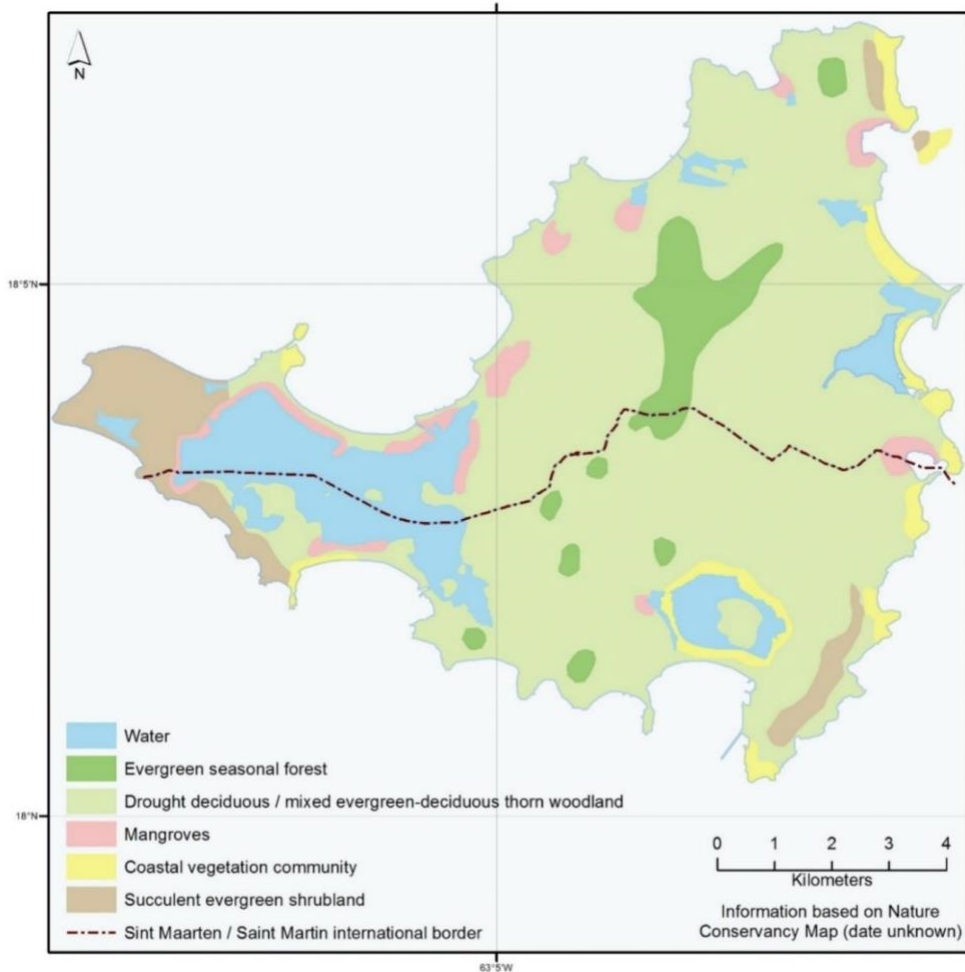 N
18°5'N
Water
Evergreen seasonal forest
Drought deciduous / mixed evergreen-deciduous thorn woodland
Mangroves
Coastal vegetation community
Succulent evergreen shrubland
Sint Maarten / Saint Martin international border
18°N
0 1 2 3 4
Kilometers
Information based on Nature
Conservancy Map (date unknown)
63°5'W